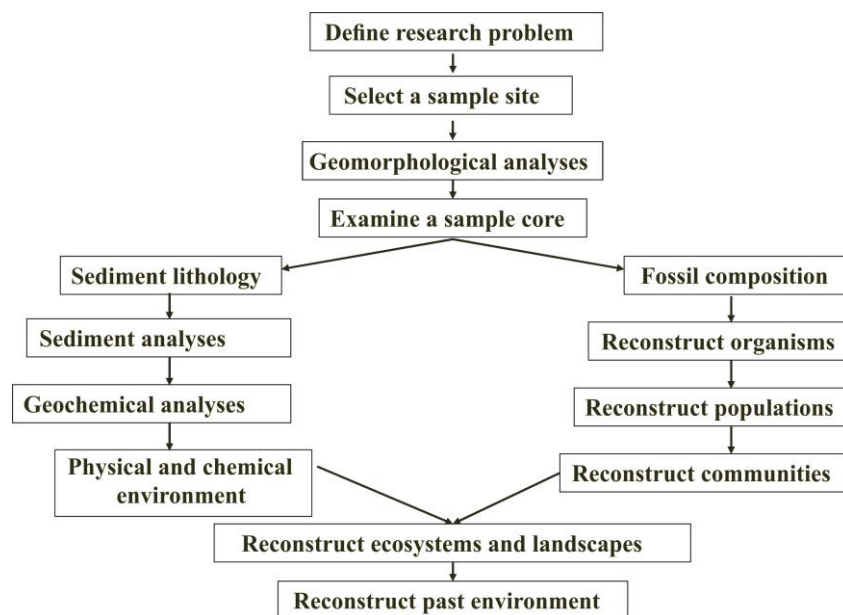 Define research problem
Select a sample site
Geomorphological analyses
Examine a sample core
Sediment lithology
Sediment analyses
Geochemical analyses
Physical and chemical
environment
Fossil composition
Reconstruct organisms
Reconstruct populations
Reconstruct communities
Reconstruct ecosystems and landscapes
Reconstruct past environment